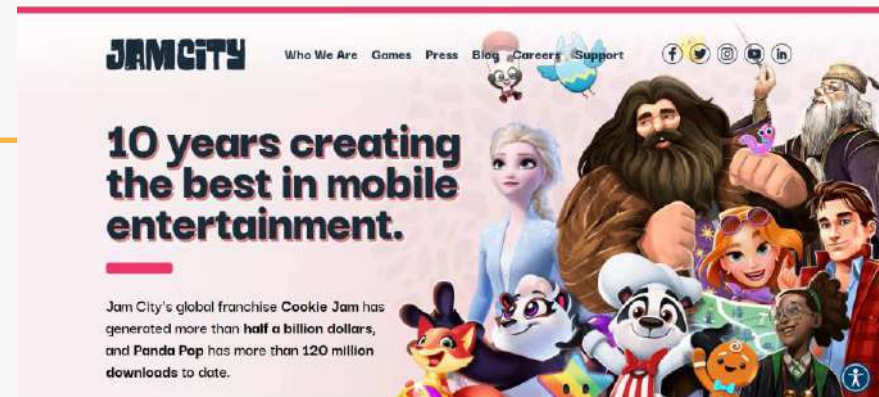 JAM CITY
Who We Are Games Press Blog Careers Support
10 years creating
the best in mobile
entertainment.
Jam City's global franchise Cookie Jam has
generated more than half a billion dollars,
and Panda Pop has more than 120 million
downloads to date.